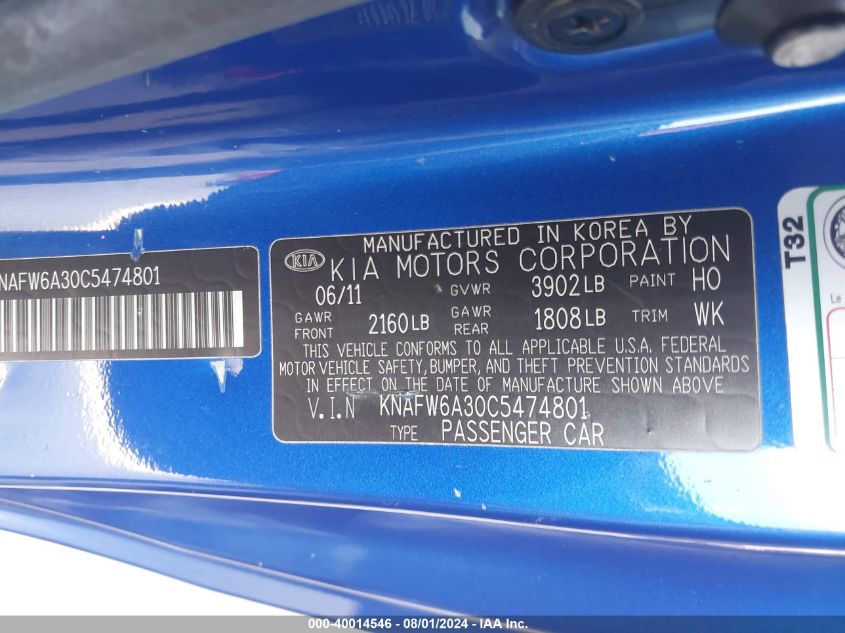 NAFW6A30C5474801
MANUFACTURED IN KOREA BY
KIA KIA MOTORS CORPORATION
06/11 GVWR 3902LB PAINT HO
GAWR FRONT 2160LB GAWR REAR 1808LB TRIM WK
THIS VEHICLE CONFORMS TO ALL APPLICABLE U.S.A. FEDERAL
MOTOR VEHICLE SAFETY, BUMPER, AND THEFT PREVENTION STANDARDS
IN EFFECT ON THE DATE OF MANUFACTURE SHOWN ABOVE
V.I.N KNAFW6A30C5474801
TYPE PASSENGER CAR
T32
La
000-40014546 - 08/01/2024 - IAAI.com